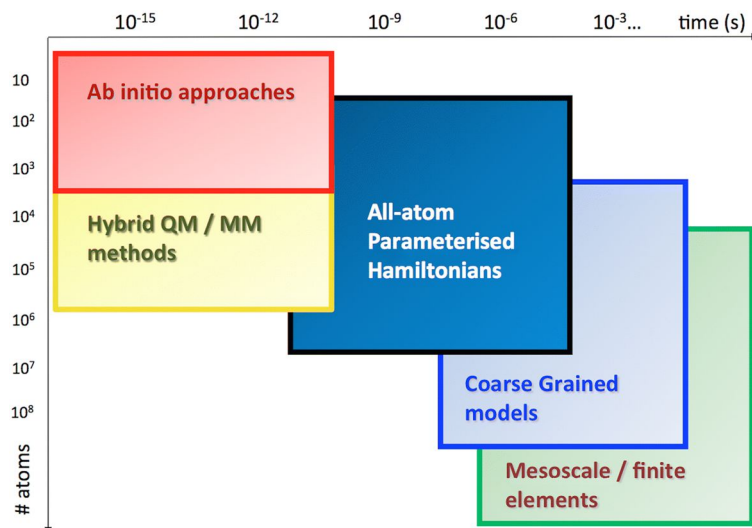 10⁻¹⁵ 10⁻¹² 10⁻⁹ 10⁻⁶ 10⁻³... time (s)
10
10²
10³
10⁴
10⁵
10⁶
10⁷
10⁸
# atoms
Ab initio approaches
Hybrid QM / MM
methods
All-atom
Parameterised
Hamiltonians
Coarse Grained
models
Mesoscale / finite
elements